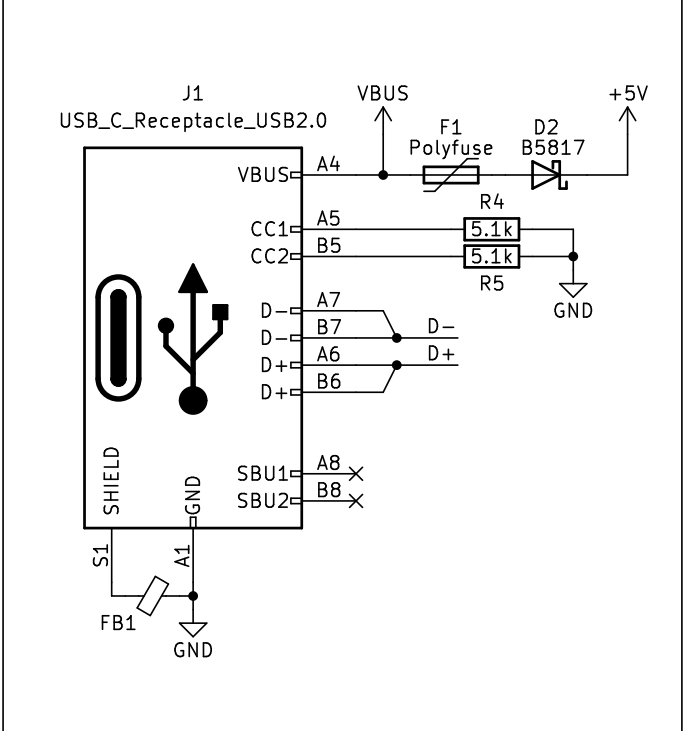 J1
USB_C_Receptacle_USB2.0
VBUS
+5V
F1
Polyfuse
D2
B5817
VBUS
A4
R4
CC1
A5
5.1k
CC2
B5
5.1k
R5
GND
D-
A7
D-
B7
D-
D+
A6
D+
D+
B6
SBU1
A8
SBU2
B8
SHIELD
GND
S1
A1
FB1
GND